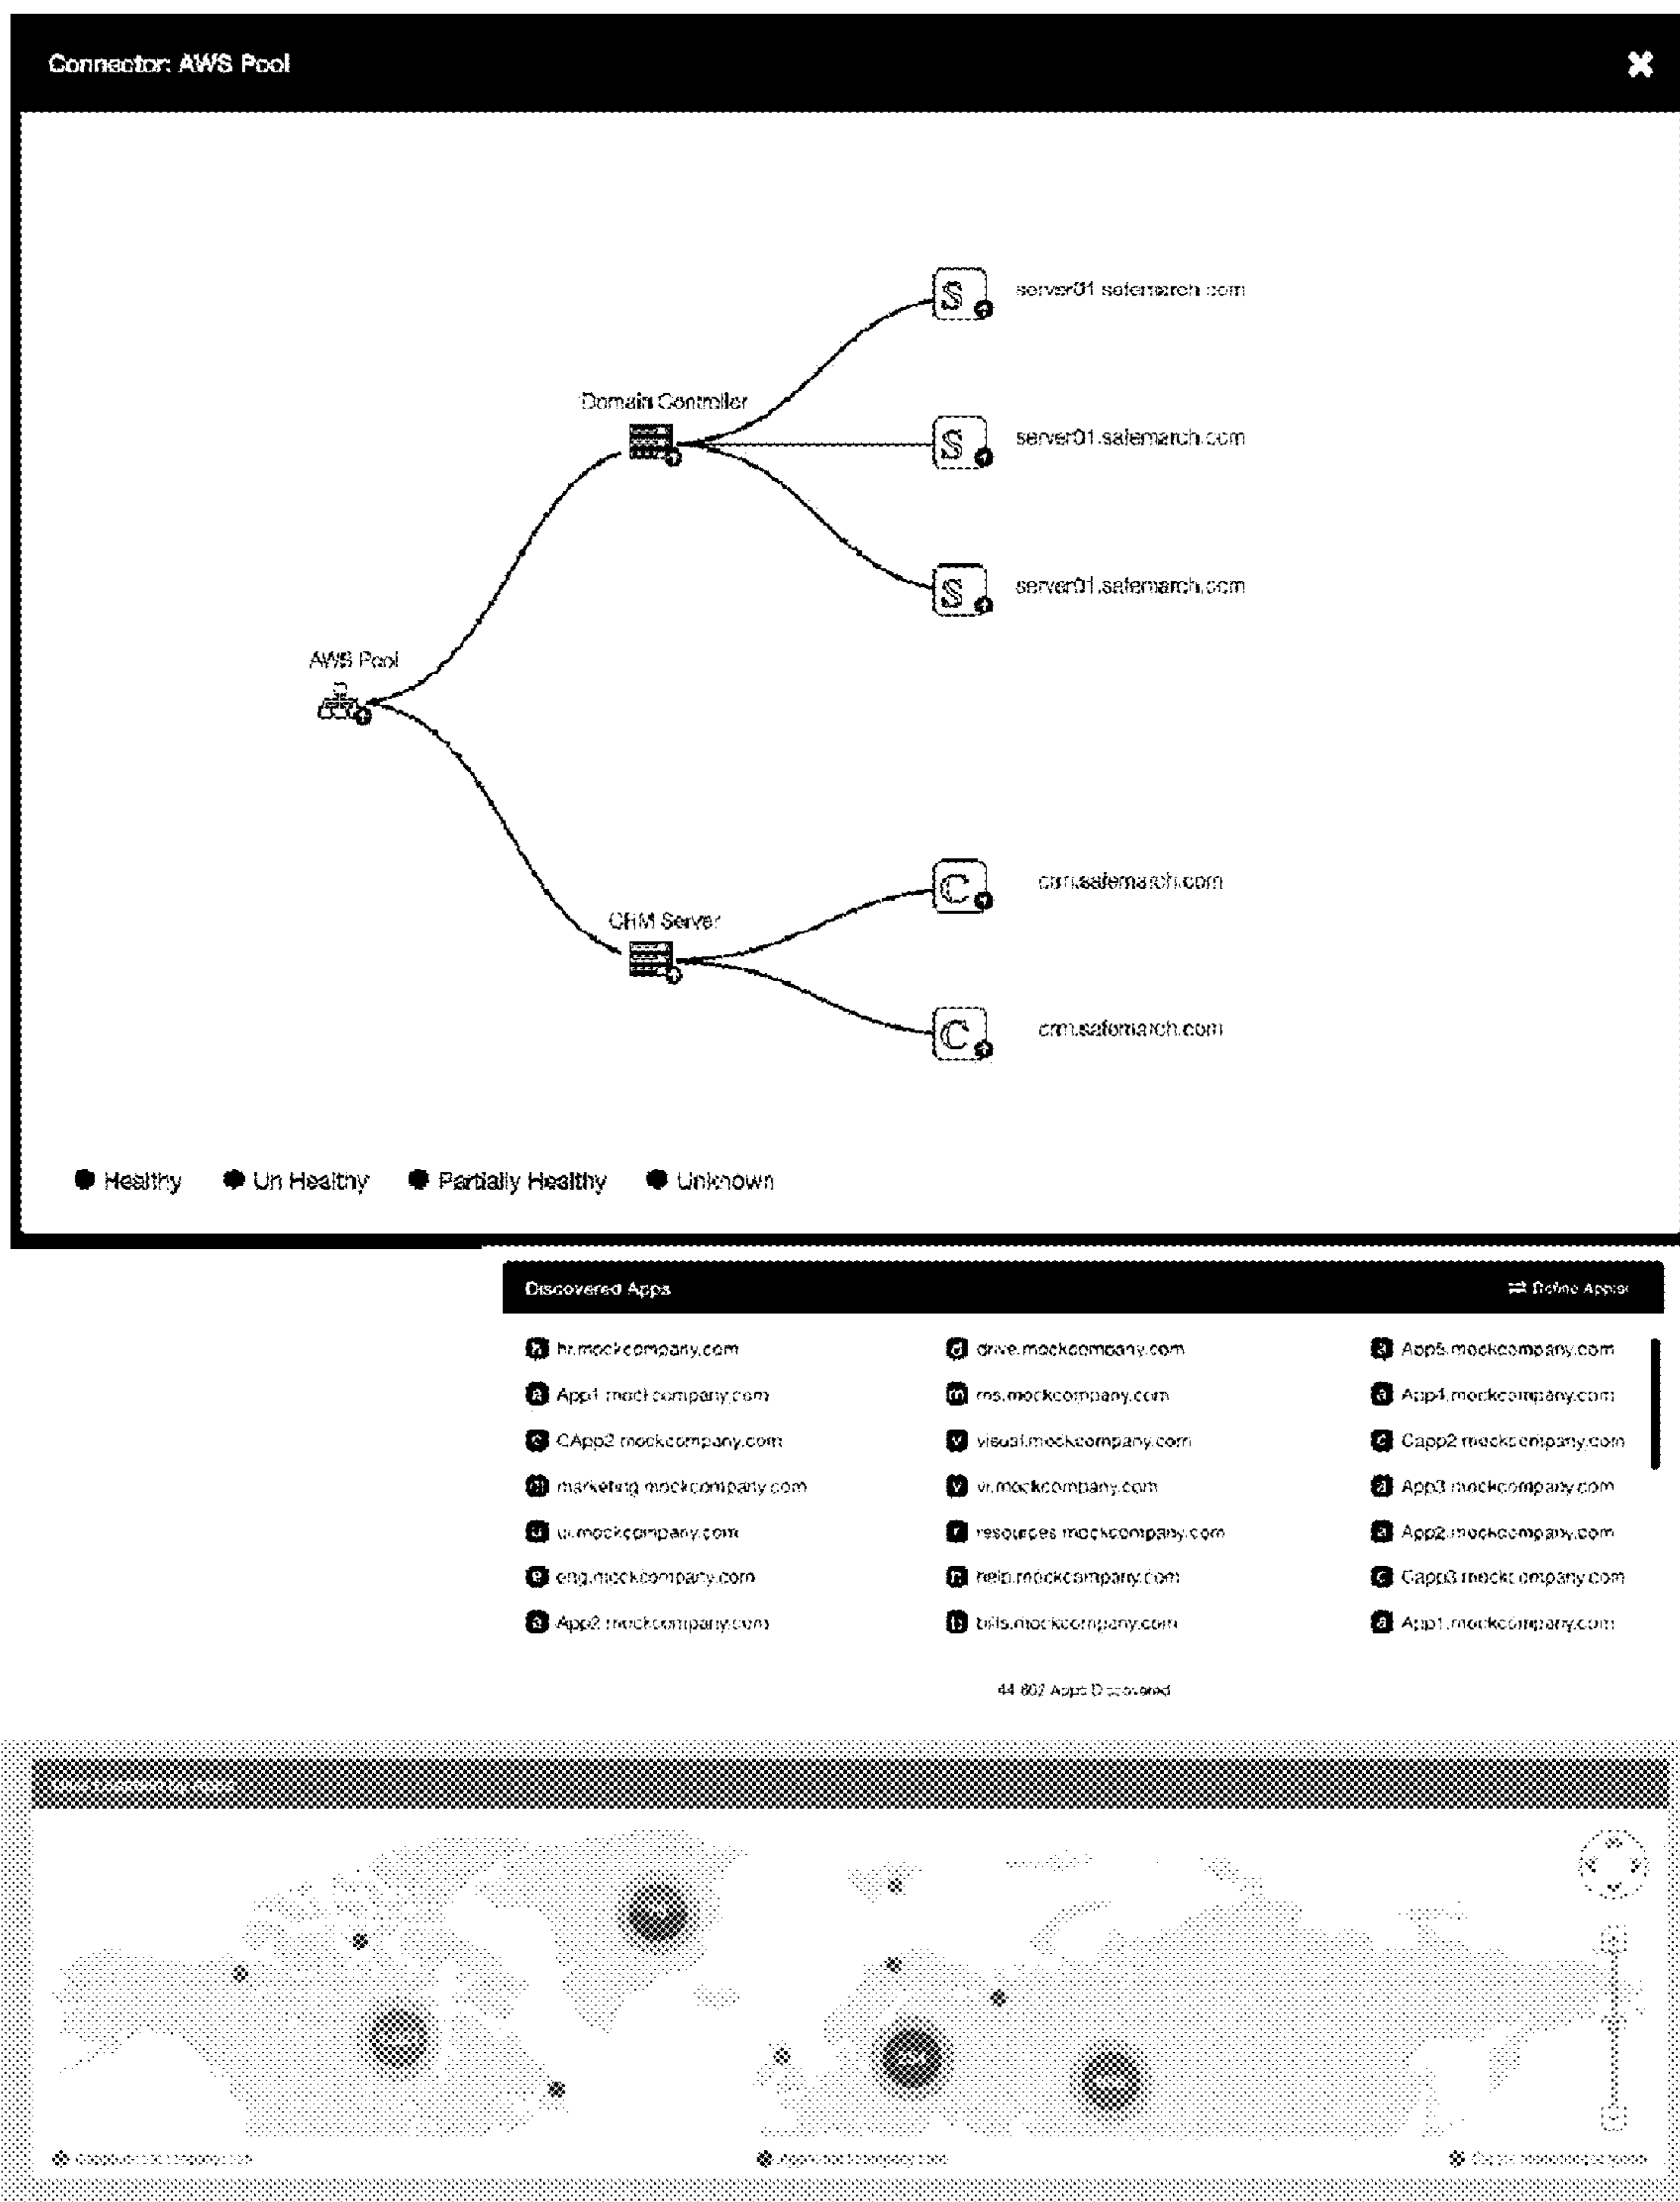 Connector: AWS Pool
server01.safemarch.com
Domain Controller
server01.safemarch.com
server01.safemarch.com
AWS Pool
crm.safemarch.com
CRM Server
crm.safemarch.com
Healthy Un Healthy Partially Healthy Unknown
Discovered Apps
hr.mockcompany.com drive.mockcompany.com App5.mockcompany.com
App1.mockcompany.com ms.mockcompany.com App4.mockcompany.com
CApp2.mockcompany.com visual.mockcompany.com Capp2.mockcompany.com
marketing.mockcompany.com vr.mockcompany.com App3.mockcompany.com
ui.mockcompany.com resources.mockcompany.com App2.mockcompany.com
eng.mockcompany.com help.mockcompany.com Capp3.mockcompany.com
App2.mockcompany.com bills.mockcompany.com App1.mockcompany.com
Apps Discovered